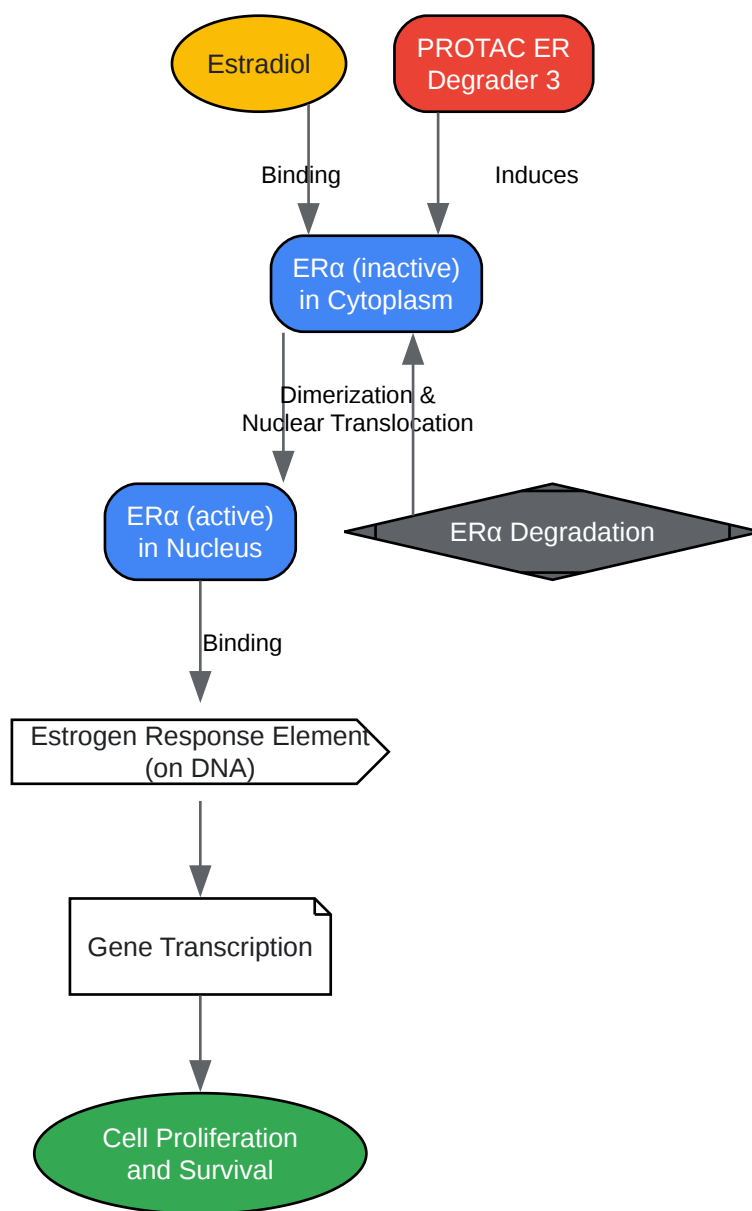 Estradiol
PROTAC ER
Degrader 3
Binding
Induces
ERα (inactive)
in Cytoplasm
Dimerization &
Nuclear Translocation
ERα (active)
in Nucleus
ERα Degradation
Binding
Estrogen Response Element
(on DNA)
Gene Transcription
Cell Proliferation
and Survival